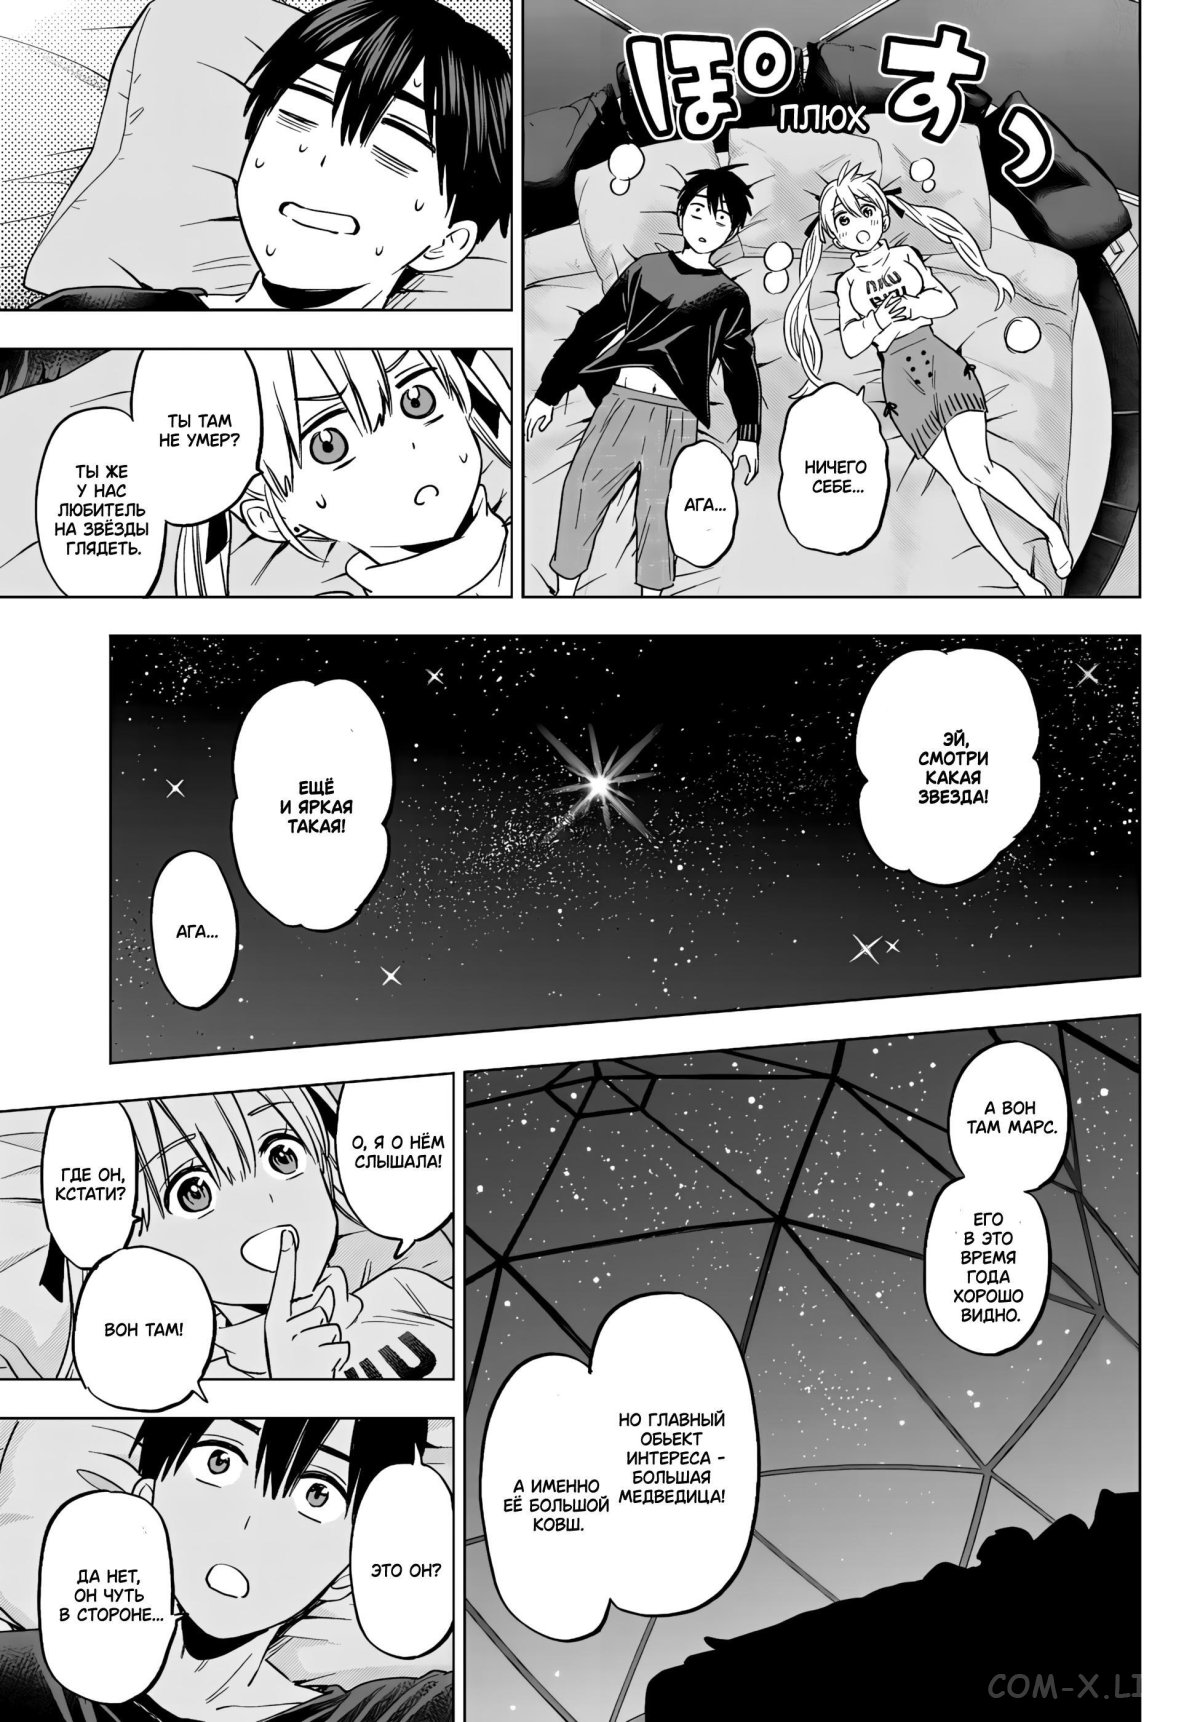 ぽすっ
ПЛЮХ
НИЧЕГО
СЕБЕ...
АГА...
ТЫ ТАМ
НЕ УМЕР?
ТЫ ЖЕ
У НАС
ЛЮБИТЕЛЬ
НА ЗВЁЗДЫ
ГЛЯДЕТЬ.
ЭЙ,
СМОТРИ
КАКАЯ
ЗВЕЗДА!
ЕЩЁ
И ЯРКАЯ
ТАКАЯ!
АГА...
А ВОН
ТАМ МАРС.
ЕГО
В ЭТО
ВРЕМЯ
ГОДА
ХОРОШО
ВИДНО.
НО ГЛАВНЫЙ
ОБЬЕКТ
ИНТЕРЕСА -
БОЛЬШАЯ
МЕДВЕДИЦА!
А ИМЕННО
ЕЁ БОЛЬШОЙ
КОВШ.
О, Я О НЁМ
СЛЫШАЛА!
ГДЕ ОН,
КСТАТИ?
ВОН ТАМ!
ЭТО ОН?
ДА НЕТ,
ОН ЧУТЬ
В СТОРОНЕ...
COM-X.LI